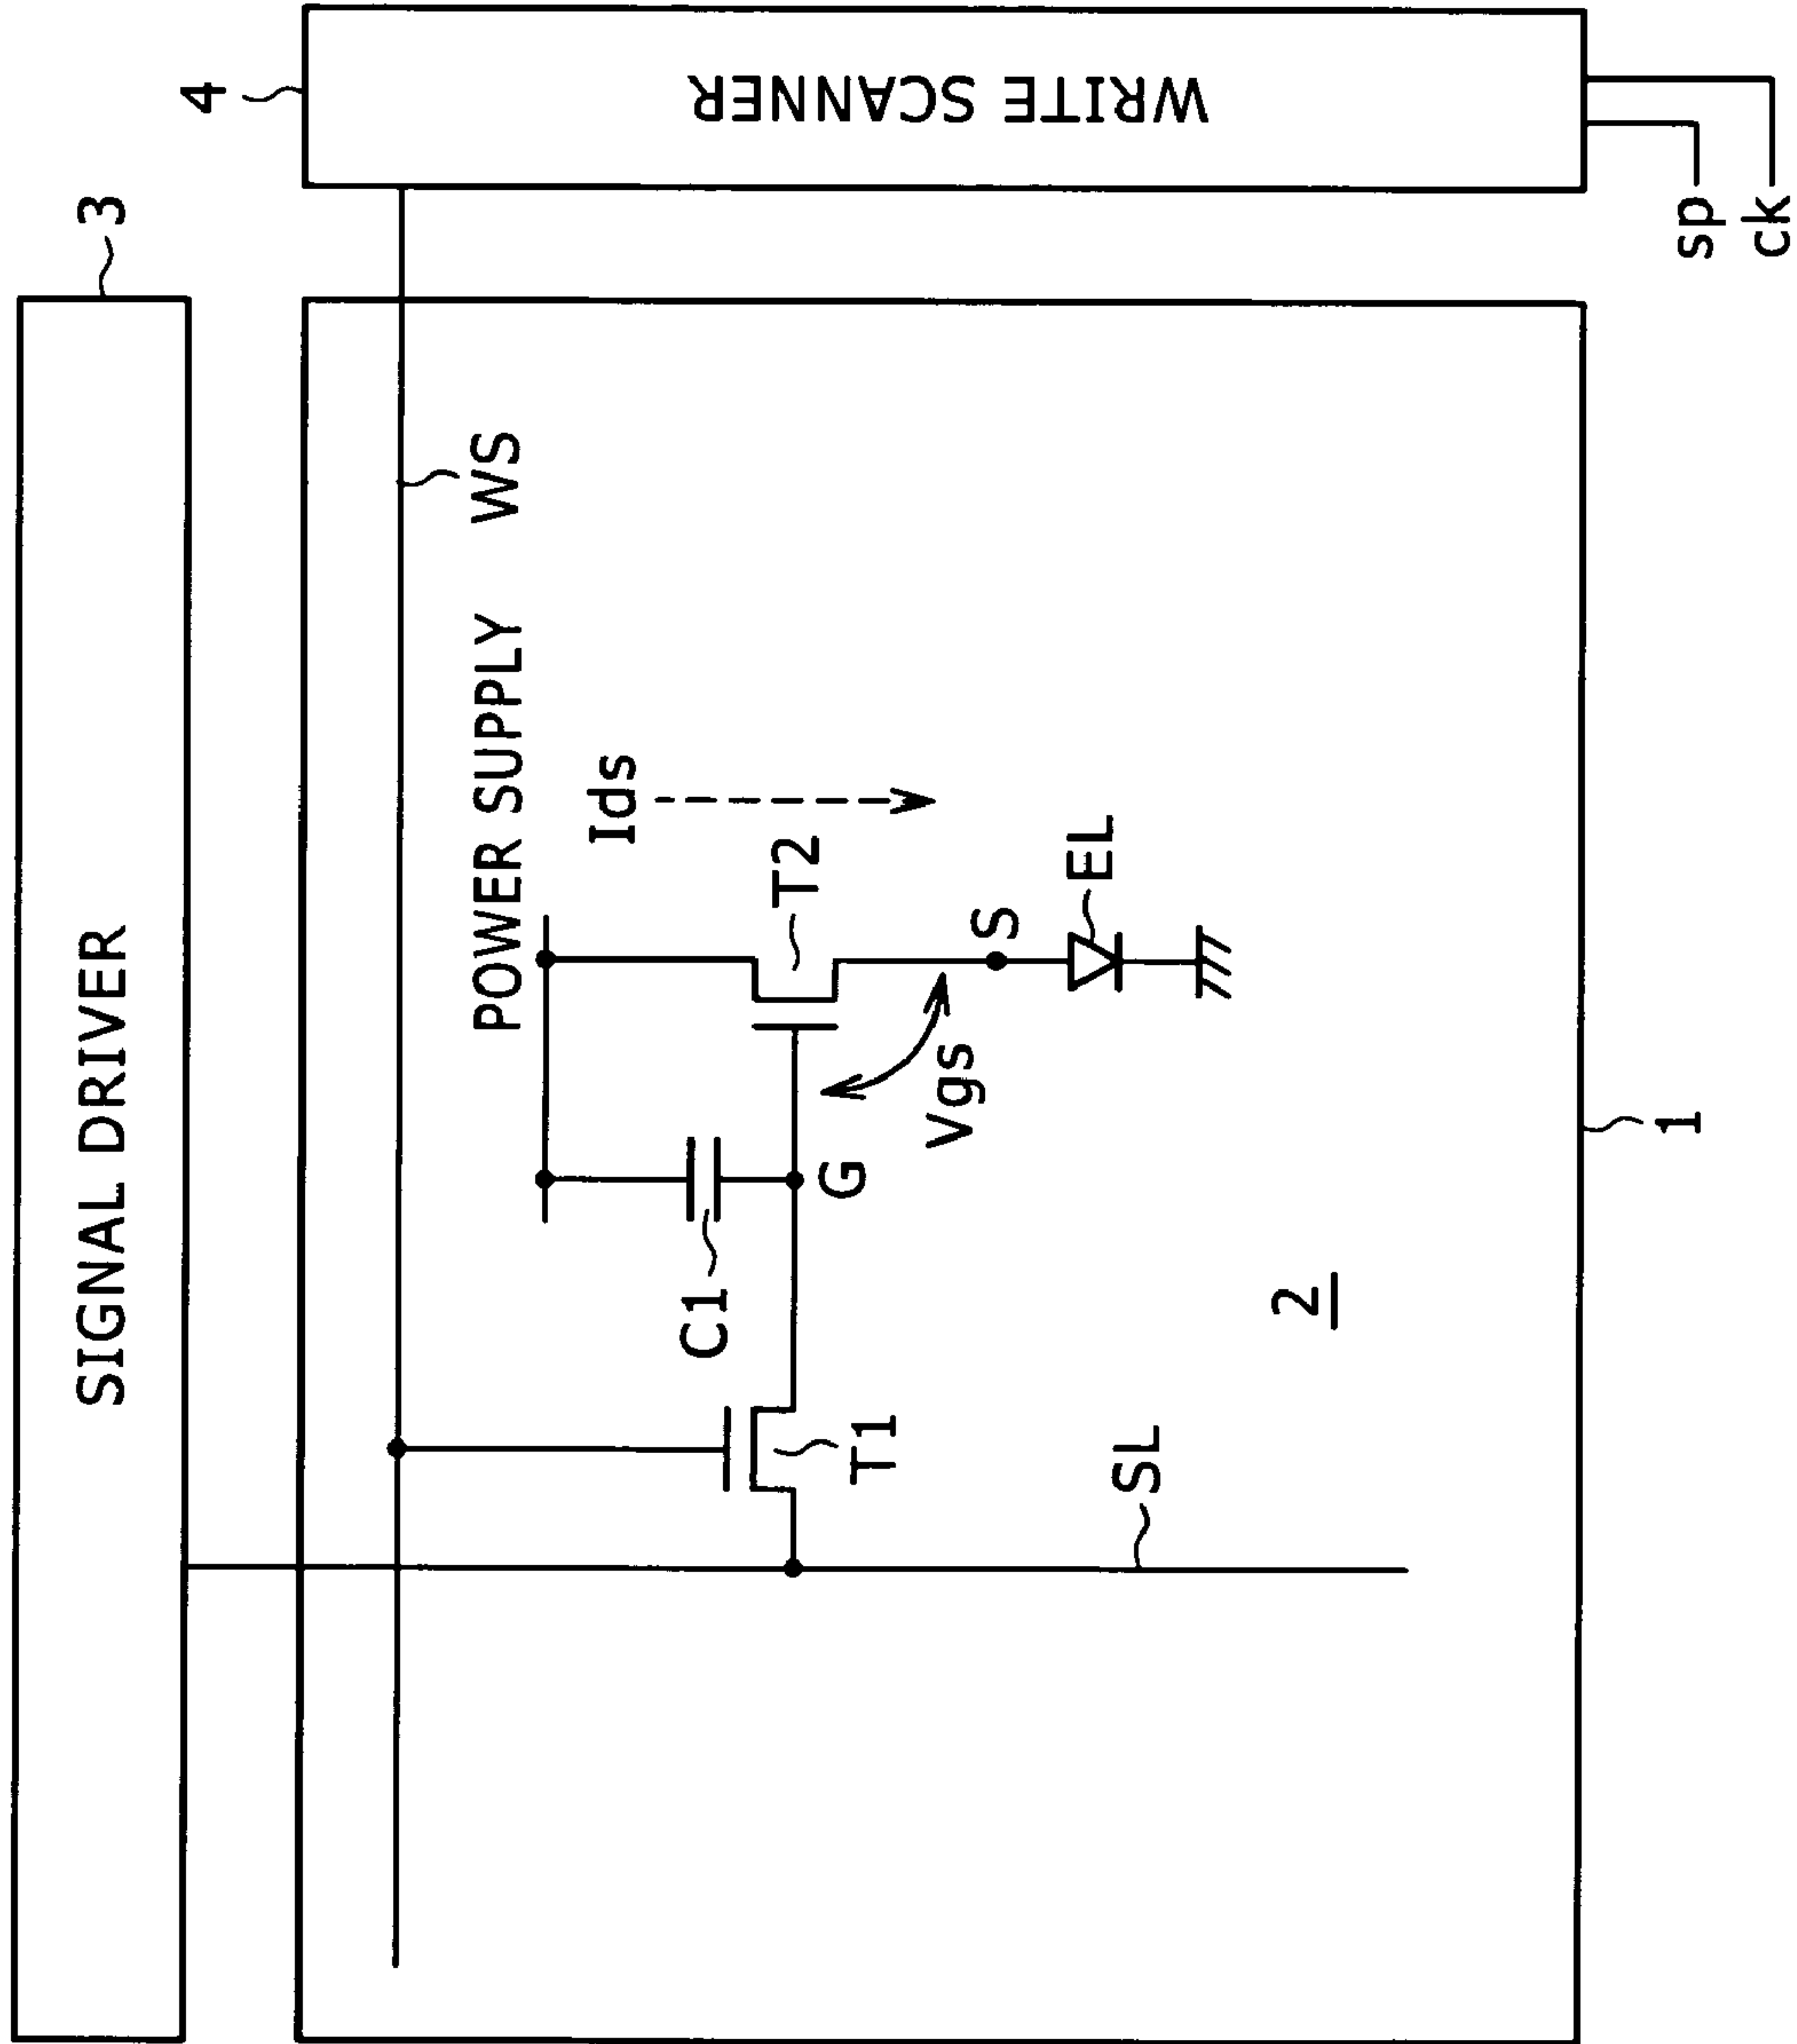 SIGNAL DRIVER
3
4
WRITE SCANNER
sp
ck
WS
POWER SUPPLY
Ids
T2
C1
G
Vgs
S
EL
T1
SL
2
1